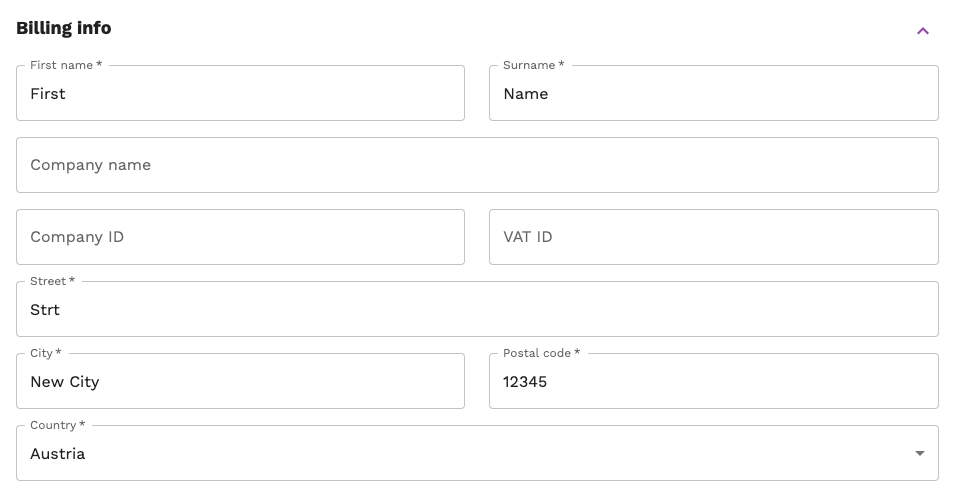 Billing info
First name *
Surname *
First
Name
Company name
Company ID
VAT ID
Street *
Strt
City *
Postal code *
New City
12345
Country *
Austria